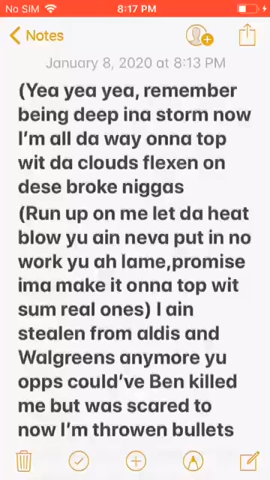 No SIM 8:17 PM
Notes
January 8, 2020 at 8:13 PM
(Yea yea yea, remember
being deep ina storm now
I'm all da way onna top
wit da clouds flexen on
dese broke niggas
(Run up on me let da heat
blow yu ain neva put in no
work yu ah lame,promise
ima make it onna top wit
sum real ones) I ain
stealen from aldis and
Walgreens anymore yu
opps could've Ben killed
me but was scared to
now I'm throwen bullets